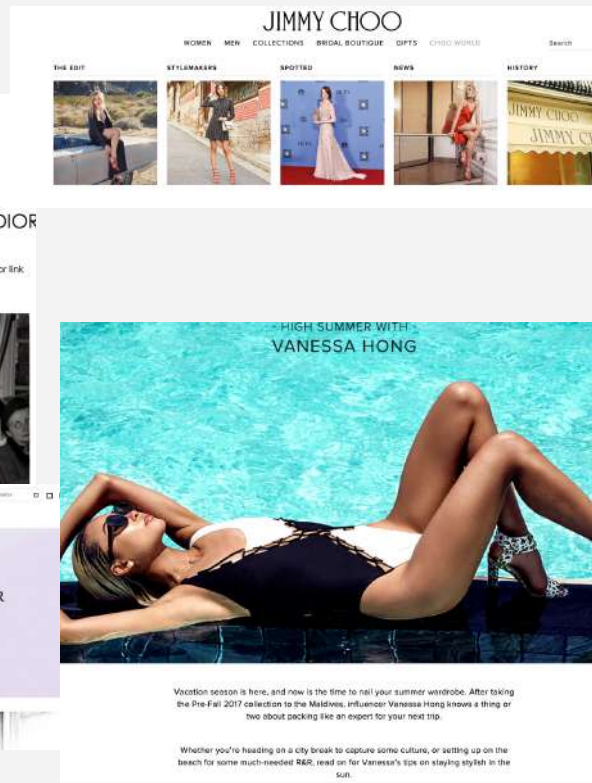 JIMMY CHOO
WOMEN MEN COLLECTIONS BRIDAL BOUTIQUE GIFTS CHOO WORLD
Search
THE EDIT STYLEMAKERS SPOTTED NEWS HISTORY
JIMMY CHOO
JIMMY C
DIOR
or link
R
- HIGH SUMMER WITH -
VANESSA HONG
Vacation season is here, and now is the time to nail your summer wardrobe. After taking
the Pre-Fall 2017 collection to the Maldives, influencer Vanessa Hong knows a thing or
two about packing like an expert for your next trip.
Whether you're heading on a city break to capture some culture, or setting up on the
beach for some much-needed R&R, read on for Vanessa's tips on staying stylish in the
sun.